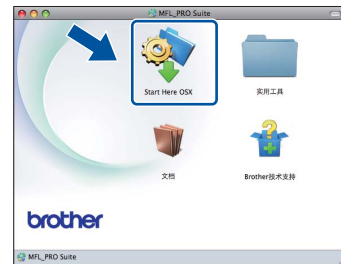 MFL_PRO Suite
Start Here OSX
实用工具
文档
Brother技术支持
brother
MFL_PRO Suite